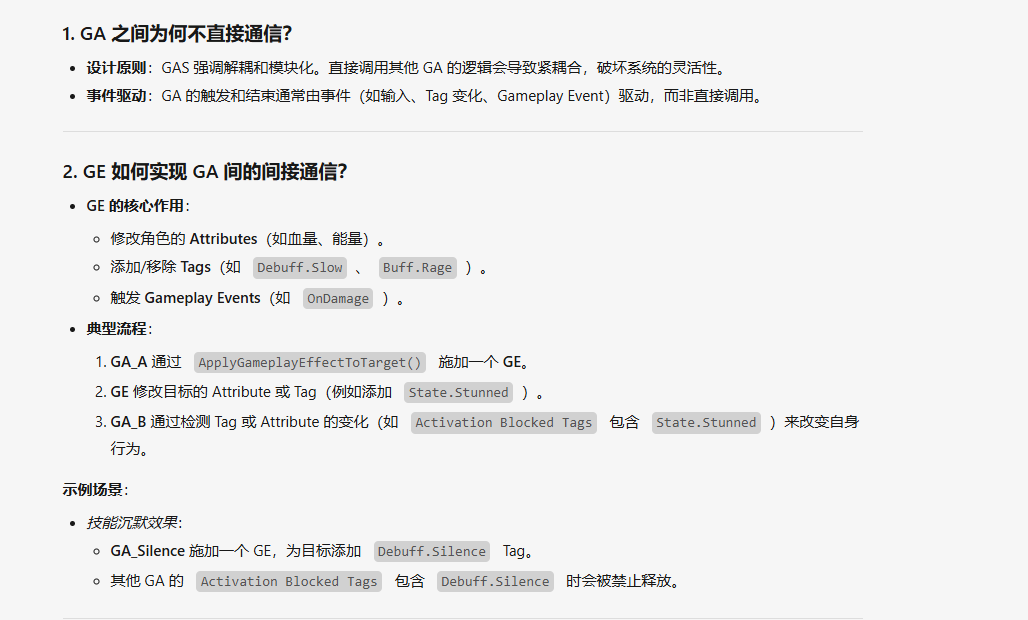 1. GA 之间为何不直接通信？
设计原则：GAS 强调解耦和模块化。直接调用其他 GA 的逻辑会导致紧耦合，破坏系统的灵活性。
事件驱动：GA 的触发和结束通常由事件（如输入、Tag 变化、Gameplay Event）驱动，而非直接调用。
2. GE 如何实现 GA 间的间接通信？
GE 的核心作用：
修改角色的 Attributes（如血量、能量）。
添加/移除 Tags（如 Debuff.Slow 、 Buff.Rage ）。
触发 Gameplay Events（如 OnDamage ）。
典型流程：
1. GA_A 通过 ApplyGameplayEffectToTarget() 施加一个 GE。
2. GE 修改目标的 Attribute 或 Tag（例如添加 State.Stunned ）。
3. GA_B 通过检测 Tag 或 Attribute 的变化（如 Activation Blocked Tags 包含 State.Stunned ）来改变自身
行为。
示例场景：
技能沉默效果：
GA_Silence 施加一个 GE，为目标添加 Debuff.Silence Tag。
其他 GA 的 Activation Blocked Tags 包含 Debuff.Silence 时会被禁止释放。